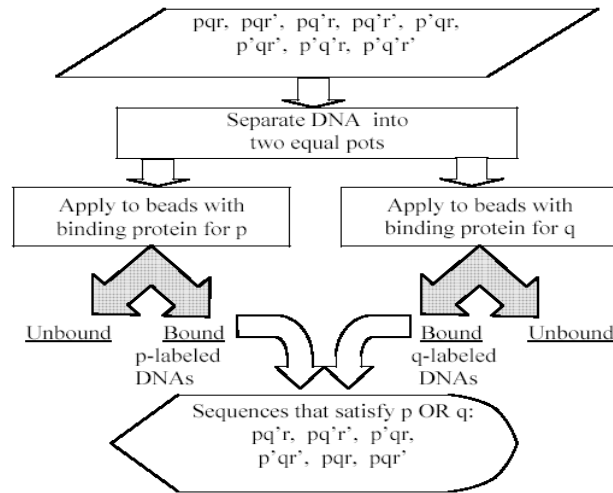 pqr, pqr’, pq’r, pq’r’, p’qr,
p’qr’, p’q’r, p’q’r’
Separate DNA into
two equal pots
Apply to beads with
binding protein for p
Apply to beads with
binding protein for q
Unbound
Bound
p-labeled
DNAs
Bound
q-labeled
DNAs
Unbound
Sequences that satisfy p OR q:
pq’r, pq’r’, p’qr,
p’qr’, pqr, pqr’